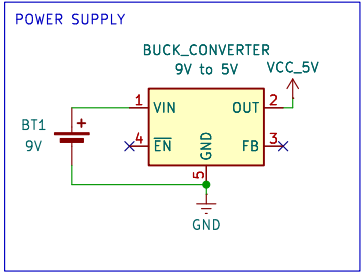 POWER SUPPLY
BUCK_CONVERTER
9V to 5V
VCC_5V
1 VIN OUT 2
BT1
9V
+
4 EN FB 3
GND
5
GND